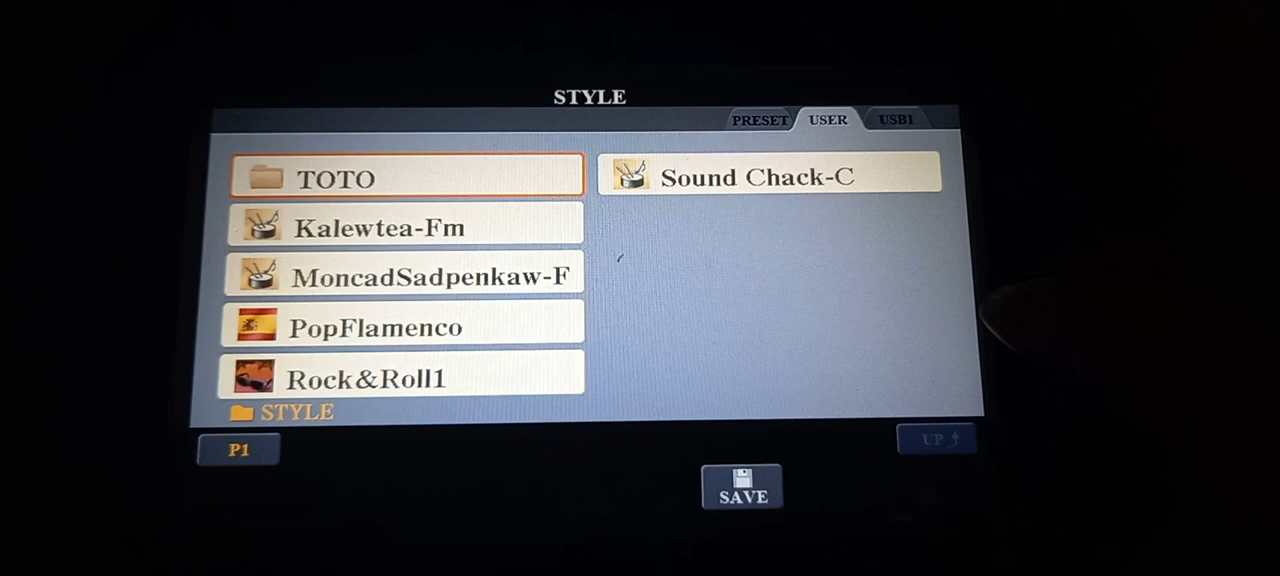 STYLE
PRESET
USER
USB1
TOTO
Kalewtea-Fm
MoncadSadpenkaw-F
PopFlamenco
Rock&Roll1
Sound Chack-C
STYLE
P1
UP
SAVE